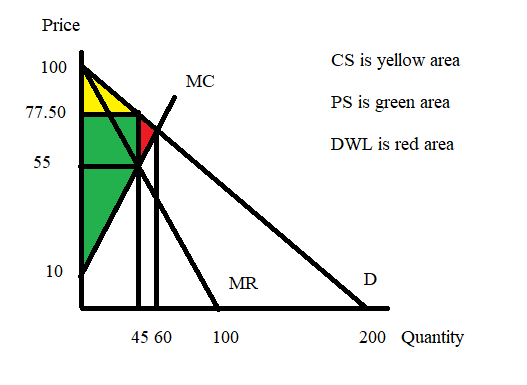 Price
100
MC
CS is yellow area
77.50
PS is green area
DWL is red area
55
10
MR
D
45 60 100 200 Quantity